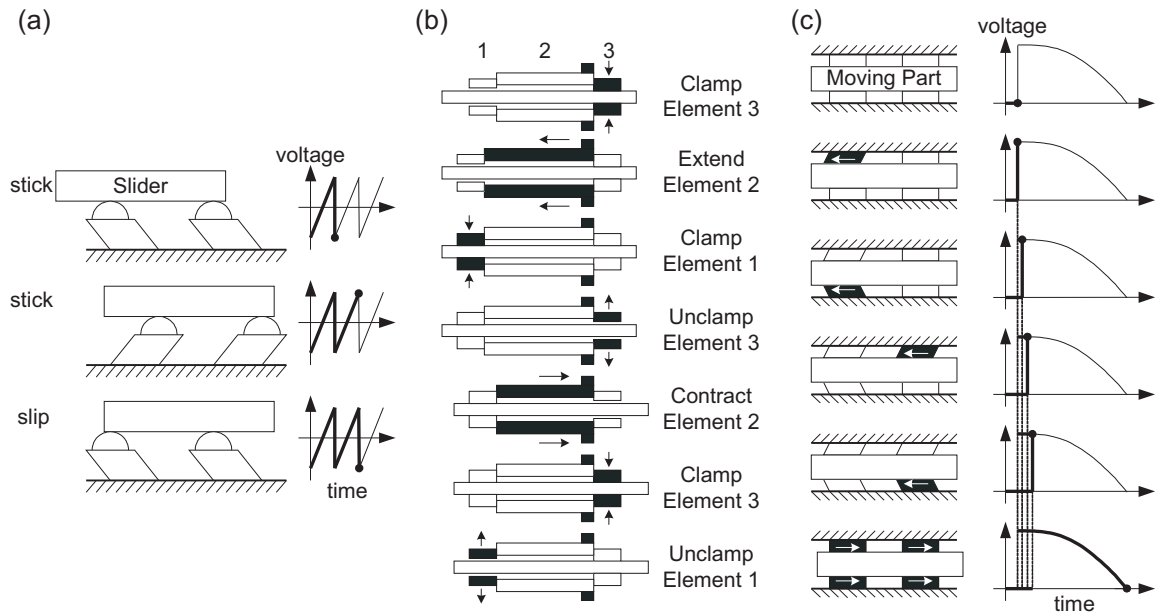 (a)
voltage
stick
Slider
stick
slip
time
(b)
1 2 3
Clamp
Element 3
Extend
Element 2
Clamp
Element 1
Unclamp
Element 3
Contract
Element 2
Clamp
Element 3
Unclamp
Element 1
(c)
voltage
Moving Part
time